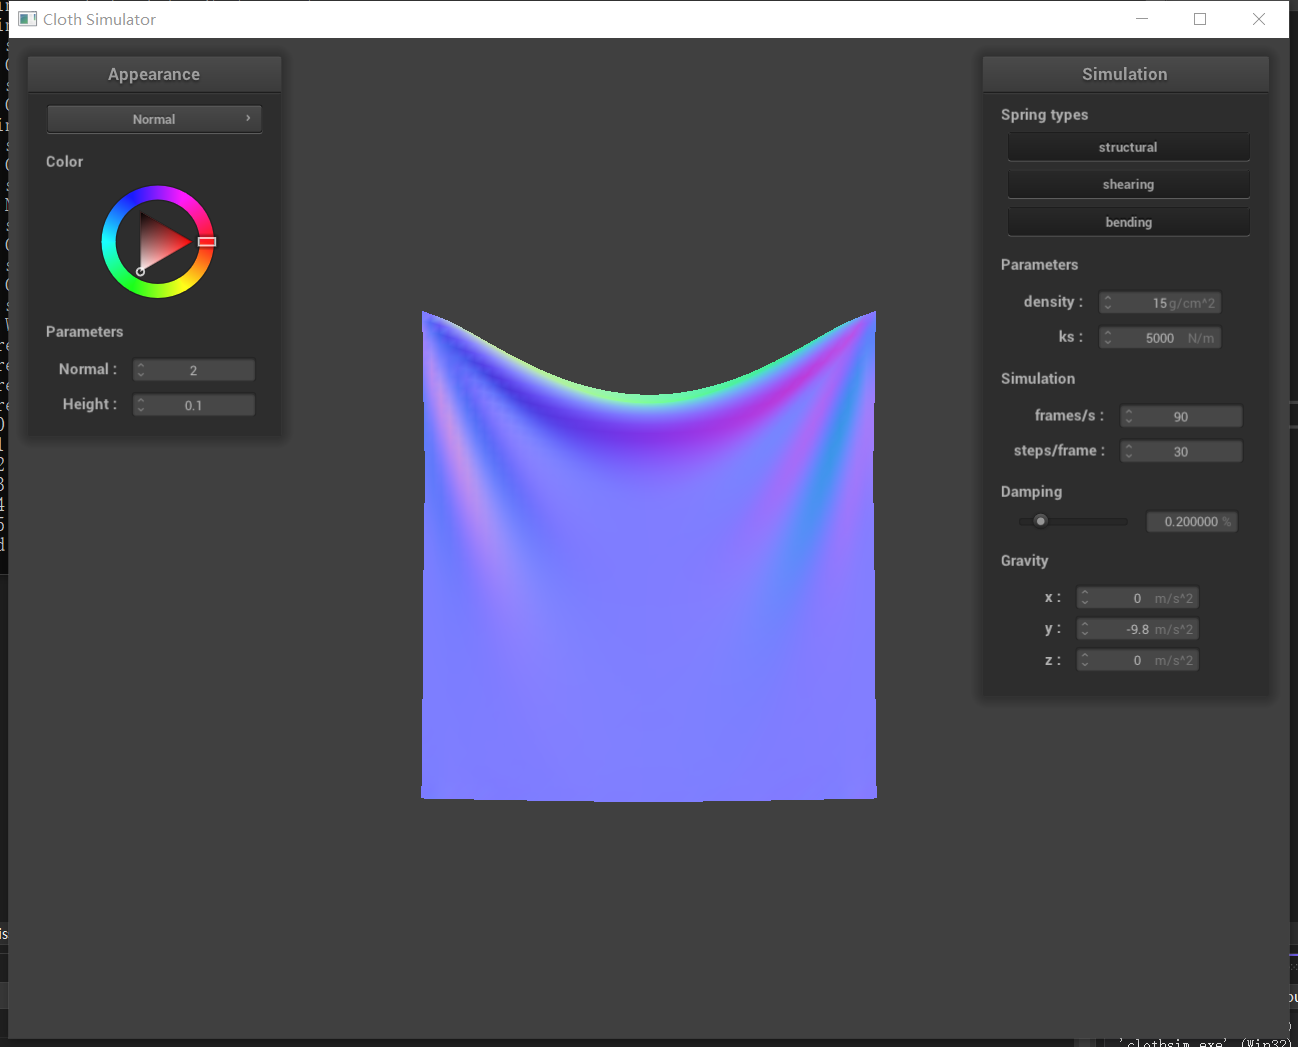 Cloth Simulator
Appearance
Normal
Color
Parameters
Normal :
2
Height :
0.1
Simulation
Spring types
structural
shearing
bending
Parameters
density :
15 g/cm^2
ks :
5000 N/m
Simulation
frames/s :
90
steps/frame :
30
Damping
0.200000 %
Gravity
x :
0 m/s^2
y :
-9.8 m/s^2
z :
0 m/s^2
'clothsim.exe' (Win32)